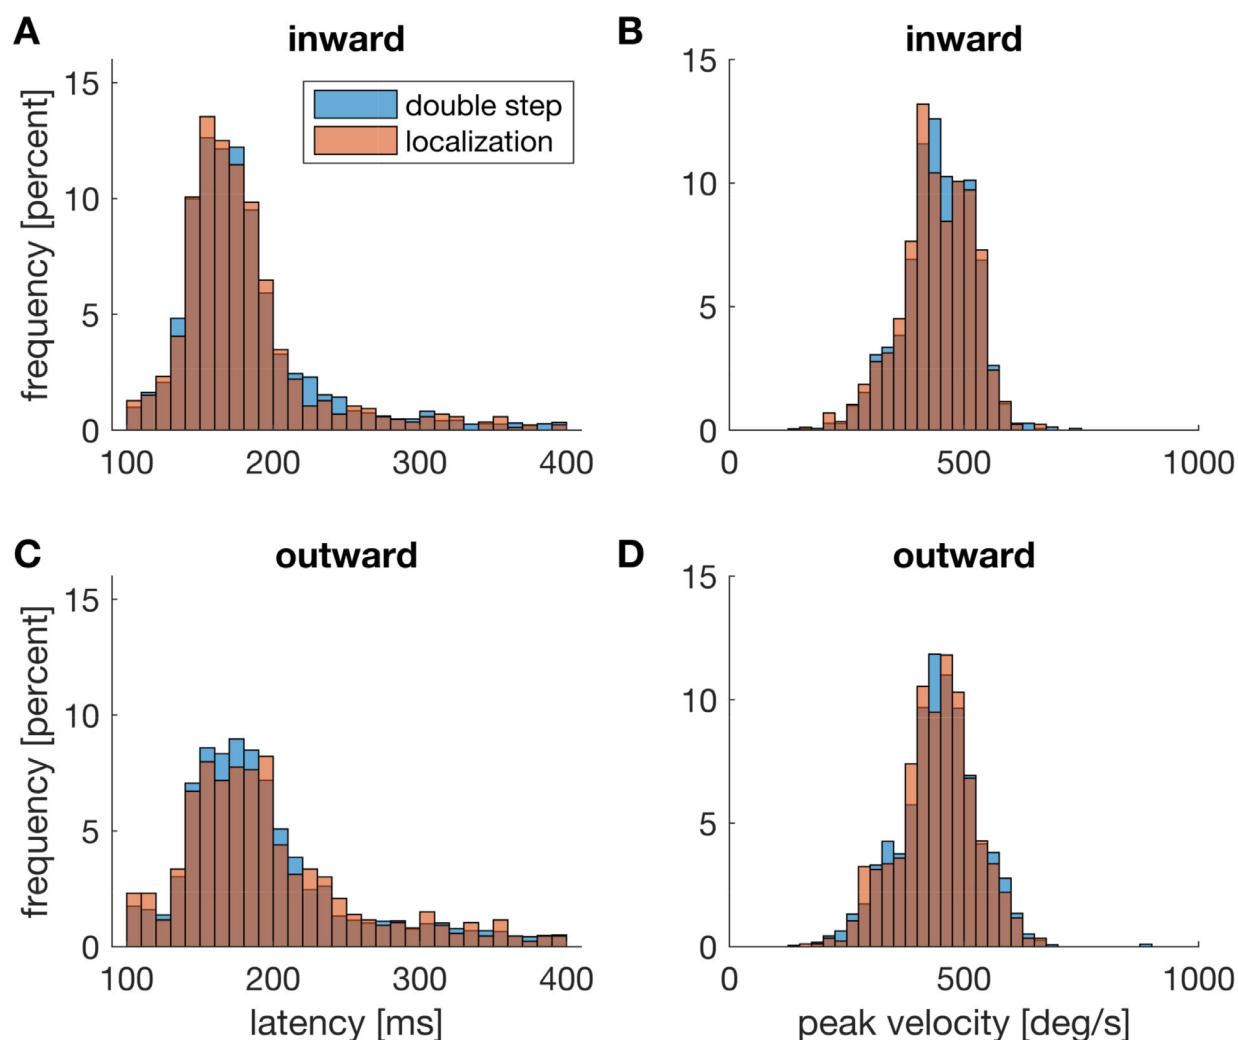 A
inward
B
inward
frequency [percent]
15
10
5
0
double step
localization
100
200
300
400
15
10
5
0
0
500
1000
C
outward
D
outward
frequency [percent]
15
10
5
0
100
200
300
400
latency [ms]
15
10
5
0
0
500
1000
peak velocity [deg/s]